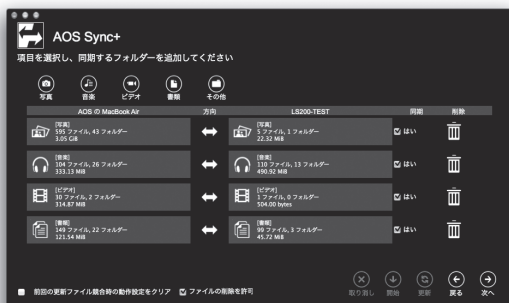 AOS Sync+
項目を選択し、同期するフォルダーを追加してください
写真 音楽 ビデオ 書類 その他
AOS の MacBook Air 方向 LS200-TEST 同期 削除
[写真] [写真]
595 ファイル, 43 フォルダー 5 ファイル, 1 フォルダー はい
3.05 GiB 22.32 MiB
[音楽] [音楽]
104 ファイル, 26 フォルダー 110 ファイル, 13 フォルダー はい
333.13 MiB 490.92 MiB
[ビデオ] [ビデオ]
30 ファイル, 2 フォルダー 1 ファイル, 0 フォルダー はい
314.87 MiB 504.00 bytes
[書類] [書類]
149 ファイル, 22 フォルダー 99 ファイル, 3 フォルダー はい
121.54 MiB 45.72 MiB
前回の更新ファイル競合時の動作設定をクリア ファイルの削除を許可 取り消し 開始 更新 戻る 次へ